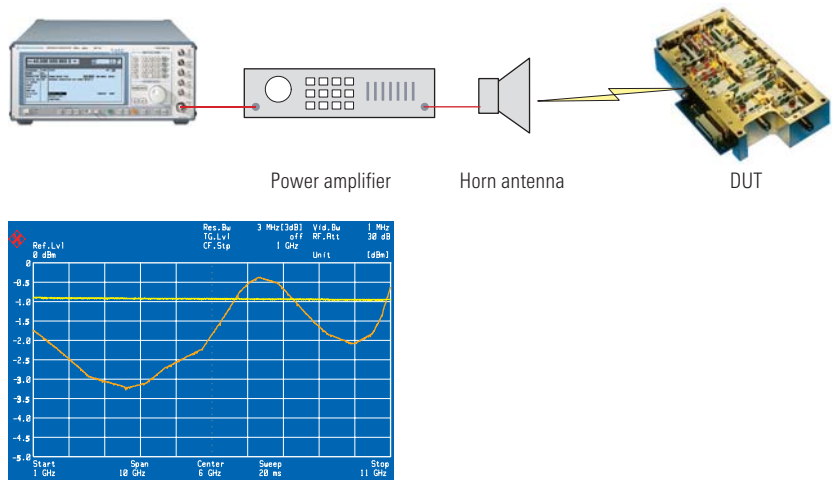 Power amplifier
Horn antenna
DUT
Res.Bw 3 MHz[3dB] Vid.Bw 1 MHz
TG.Lvl off RF.Att 30 dB
CF.Stp 1 GHz
Ref.Lvl
0 dBm Unit [dBm]
0
-0.5
-1.0
-1.5
-2.0
-2.5
-3.0
-3.5
-4.0
-4.5
-5.0
Start Span Center Sweep Stop
1 GHz 10 GHz 6 GHz 20 ms 11 GHz